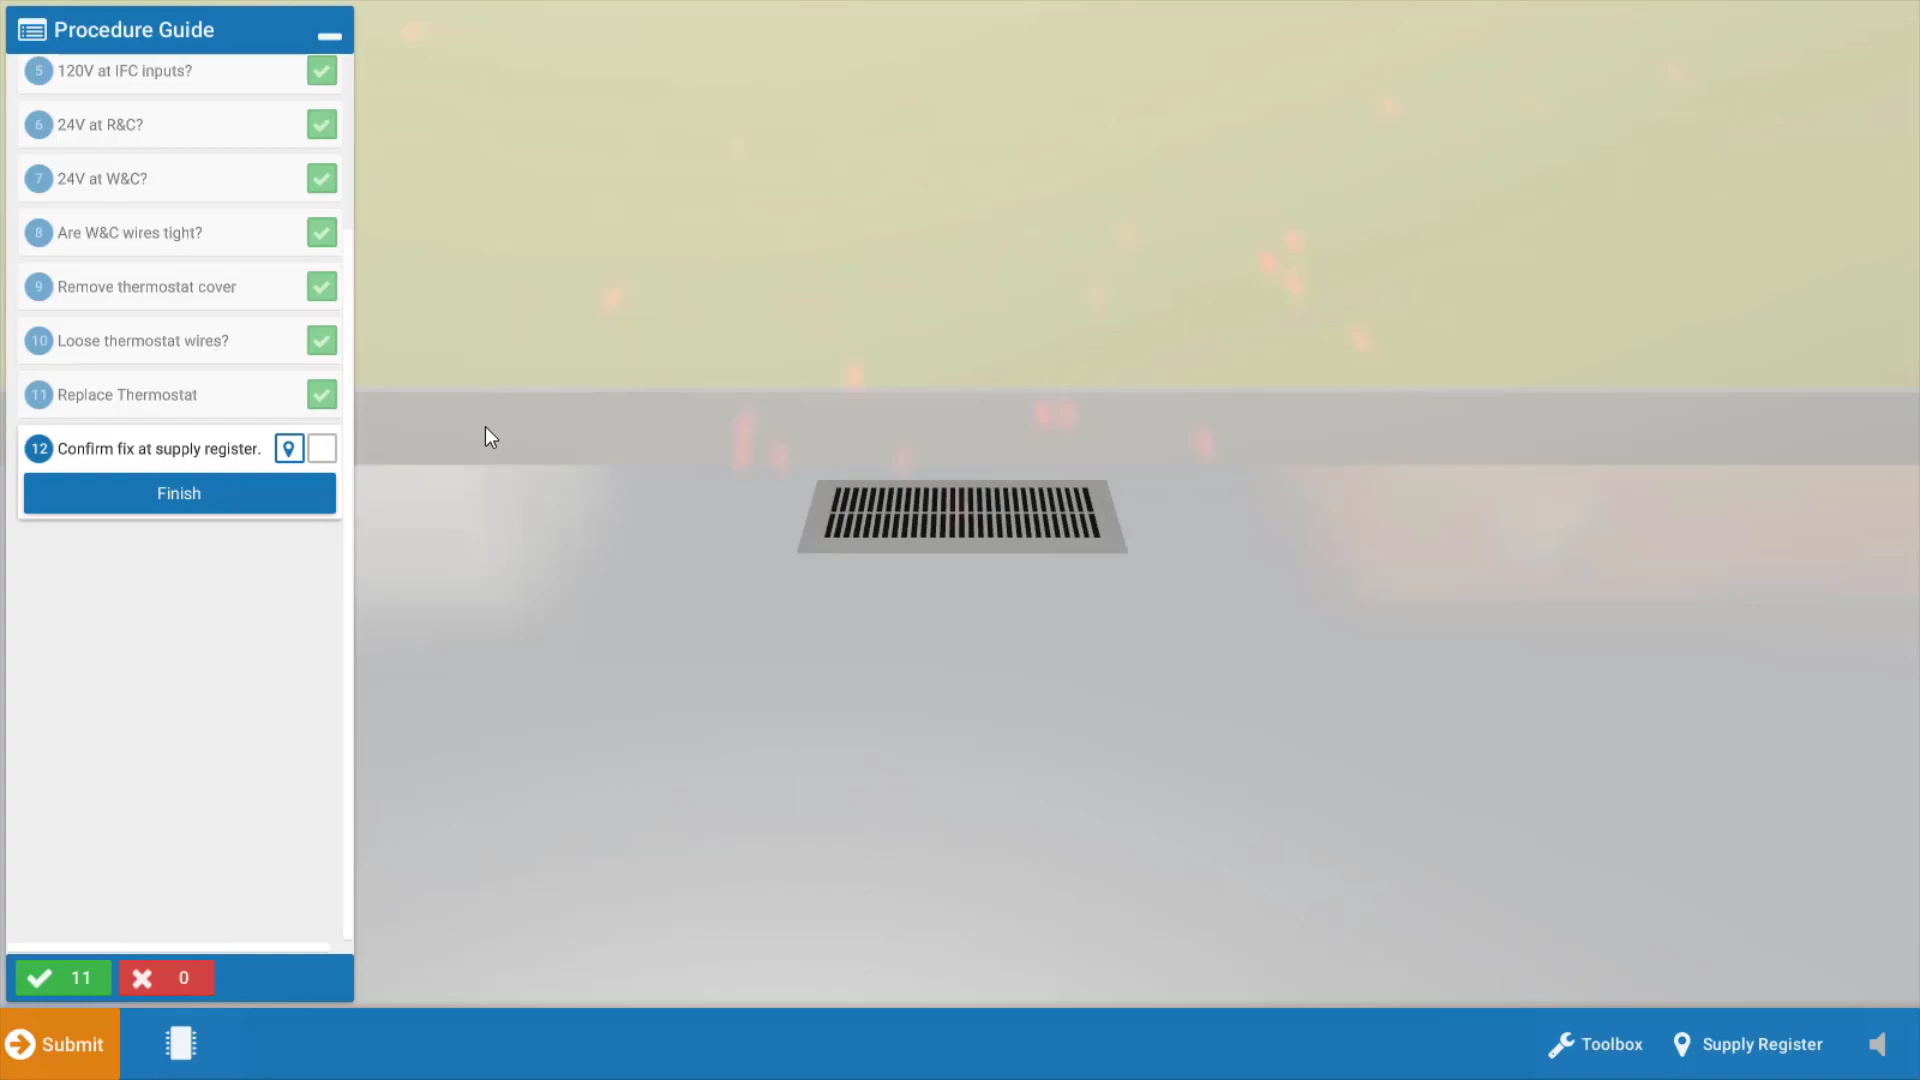 Procedure Guide
5 120V at IFC inputs?
6 24V at R&C?
7 24V at W&C?
8 Are W&C wires tight?
9 Remove thermostat cover
10 Loose thermostat wires?
11 Replace Thermostat
12 Confirm fix at supply register.
Finish
11 0
Submit
Toolbox
Supply Register